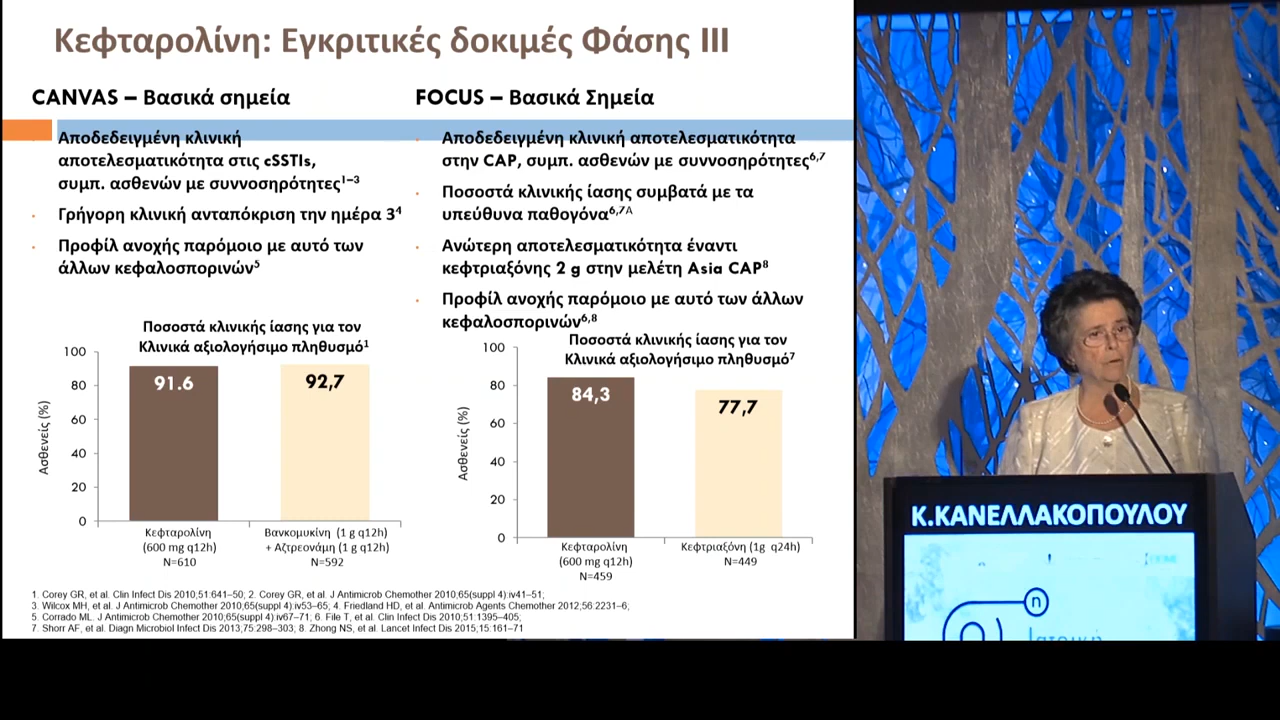 Κεφταρολίνη: Εγκριτικές δοκιμές Φάσης III
CANVAS – Βασικά σημεία
Αποδεδειγμένη κλινική
αποτελεσματικότητα στις cSSTIs,
συμπ. ασθενών με συννοσηρότητες1–3
Γρήγορη κλινική ανταπόκριση την ημέρα 34
Προφίλ ανοχής παρόμοιο με αυτό των
άλλων κεφαλοσπορινών5
Ποσοστά κλινικής ίασης για τον
Κλινικά αξιολογήσιμο πληθυσμό1
Ασθενείς (%)
100
80
60
40
20
0
91.6
92,7
Κεφταρολίνη
(600 mg q12h)
N=610
Βανκομυκίνη (1 g q12h)
+ Αζτρεονάμη (1 g q12h)
N=592
FOCUS – Βασικά Σημεία
Αποδεδειγμένη κλινική αποτελεσματικότητα
στην CAP, συμπ. ασθενών με συννοσηρότητες6,7
Ποσοστά κλινικής ίασης συμβατά με τα
υπεύθυνα παθογόνα6,7A
Ανώτερη αποτελεσματικότητα έναντι
κεφτριαξόνης 2 g στην μελέτη Asia CAP8
Προφίλ ανοχής παρόμοιο με αυτό των άλλων
κεφαλοσπορινών6,8
Ποσοστά κλινικής ίασης για τον
Κλινικά αξιολογήσιμο πληθυσμό7
Ασθενείς (%)
100
80
60
40
20
0
84,3
77,7
Κεφταρολίνη
(600 mg q12h)
N=459
Κεφτριαξόνη (1g q24h)
N=449
1. Corey GR, et al. Clin Infect Dis 2010;51:641–50; 2. Corey GR, et al. J Antimicrob Chemother 2010;65(suppl 4):iv41–51;
3. Wilcox MH, et al. J Antimicrob Chemother 2010;65(suppl 4):iv53–65; 4. Friedland HD, et al. Antimicrob Agents Chemother 2012;56:2231–6;
5. Corrado ML. J Antimicrob Chemother 2010;65(suppl 4):iv67–71; 6. File T, et al. Clin Infect Dis 2010;51:1395–405;
7. Shorr AF, et al. Diagn Microbiol Infect Dis 2013;75:298–303; 8. Zhong NS, et al. Lancet Infect Dis 2015;15:161–71
Κ.ΚΑΝΕΛΛΑΚΟΠΟΥΛΟΥ
n
Ιατρική